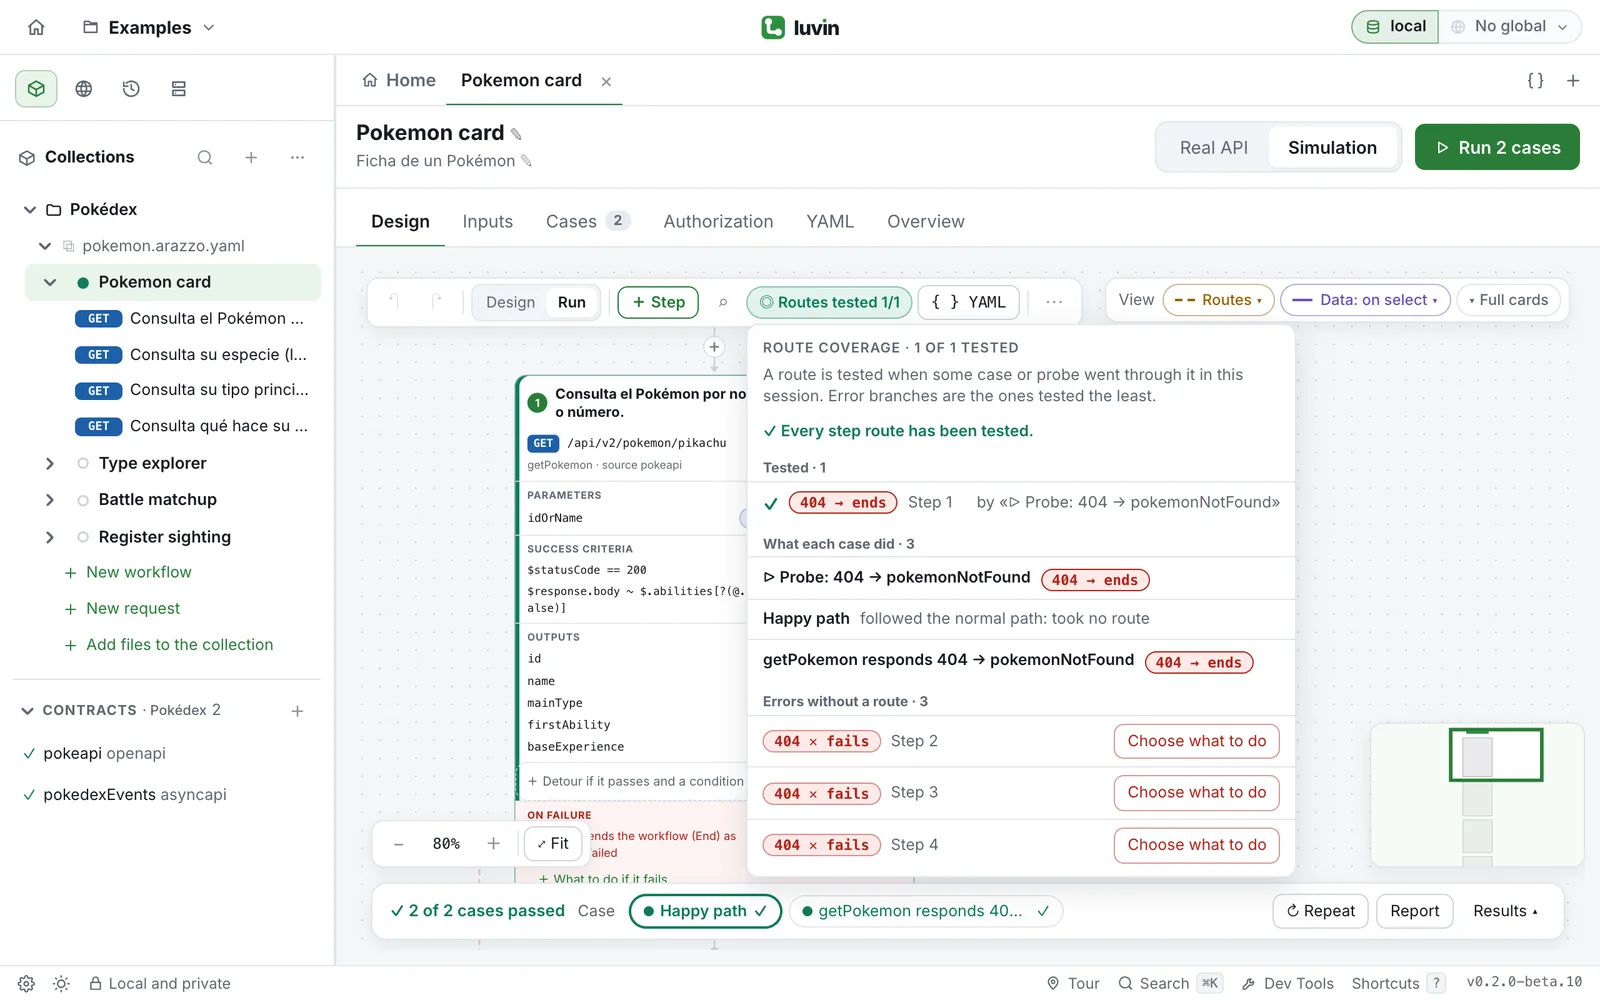 Examples
luvin
local
No global
Home
Pokemon card
{ }
Collections
Pokemon card
Ficha de un Pokémon
Real API
Simulation
Run 2 cases
Pokédex
pokemon.arazzo.yaml
Pokemon card
GET Consulta el Pokémon ...
GET Consulta su especie (l...
GET Consulta su tipo princi...
GET Consulta qué hace su ...
Type explorer
Battle matchup
Register sighting
+ New workflow
+ New request
+ Add files to the collection
CONTRACTS · Pokédex 2
✓ pokeapi openapi
✓ pokedexEvents asyncapi
Design
Inputs
Cases 2
Authorization
YAML
Overview
Design
Run
+ Step
Routes tested 1/1
{ } YAML
...
View
Routes
Data: on select
Full cards
1
Consulta el Pokémon por no
o número.
GET /api/v2/pokemon/pikachu
getPokemon · source pokeapi
PARAMETERS
idOrName
SUCCESS CRITERIA
$statusCode == 200
$response.body ~ $.abilities[?(@.
alse)]
OUTPUTS
id
name
mainType
firstAbility
baseExperience
+ Detour if it passes and a condition
ON FAILURE
ends the workflow (End) as
ailed
+ What to do if it fails
ROUTE COVERAGE · 1 OF 1 TESTED
A route is tested when some case or probe went through it in this
session. Error branches are the ones tested the least.
✓ Every step route has been tested.
Tested · 1
✓ 404 → ends Step 1 by «▷ Probe: 404 → pokemonNotFound»
What each case did · 3
▷ Probe: 404 → pokemonNotFound 404 → ends
Happy path followed the normal path: took no route
getPokemon responds 404 → pokemonNotFound 404 → ends
Errors without a route · 3
404 × fails Step 2 Choose what to do
404 × fails Step 3 Choose what to do
404 × fails Step 4 Choose what to do
− 80% + Fit
✓ 2 of 2 cases passed
Case
Happy path ✓
getPokemon responds 40... ✓
Repeat
Report
Results
Local and private
Tour
Search ⌘K
Dev Tools
Shortcuts ?
v0.2.0-beta.10